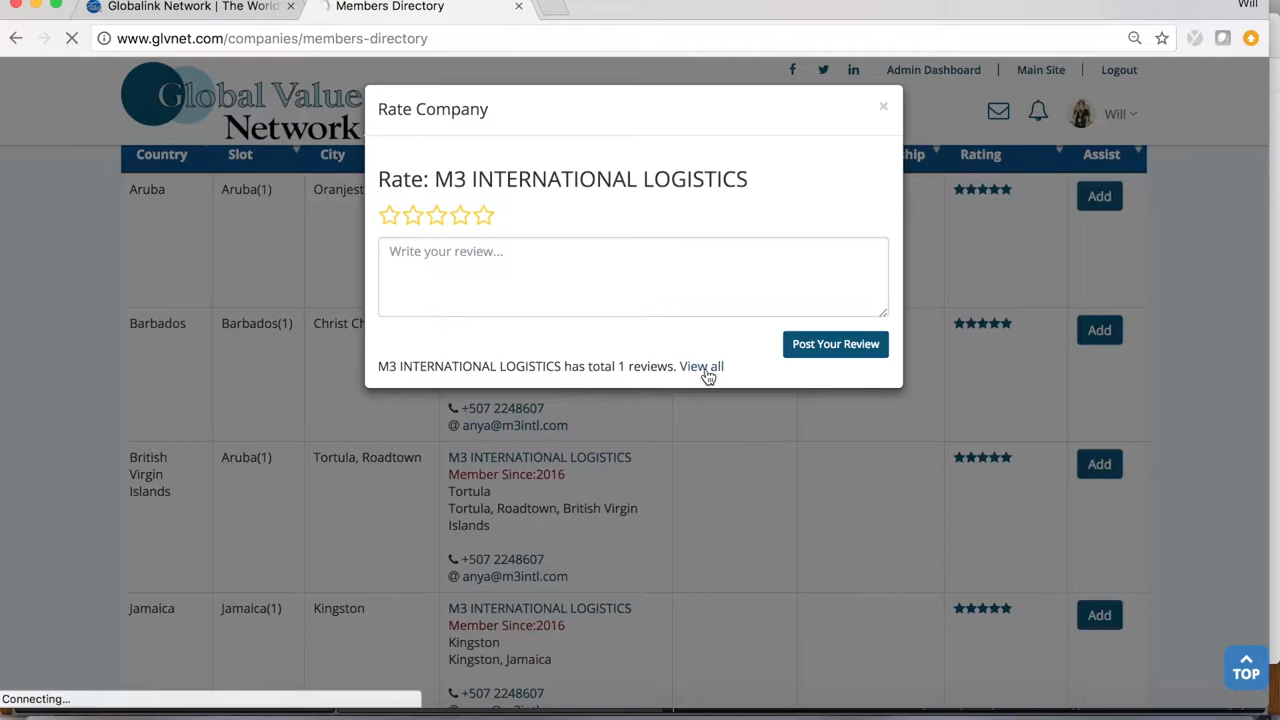 Globalink Network | The World
Members Directory
Will
www.glvnet.com/companies/members-directory
Admin Dashboard | Main Site | Logout
Global Value
Network
Will
Rate Company
×
Country Slot City Rating Assist
Rate: M3 INTERNATIONAL LOGISTICS
Write your review...
Post Your Review
M3 INTERNATIONAL LOGISTICS has total 1 reviews. View all
Aruba Aruba(1) Add
Barbados Barbados(1) Add
+507 2248607
@ anya@m3intl.com
British
Virgin
Islands
Aruba(1)
Tortula, Roadtown
M3 INTERNATIONAL LOGISTICS
Member Since:2016
Tortula
Tortula, Roadtown, British Virgin
Islands
+507 2248607
@ anya@m3intl.com
Add
Jamaica Jamaica(1) Kingston
M3 INTERNATIONAL LOGISTICS
Member Since:2016
Kingston
Kingston, Jamaica
+507 2248607
Add
TOP
Connecting...